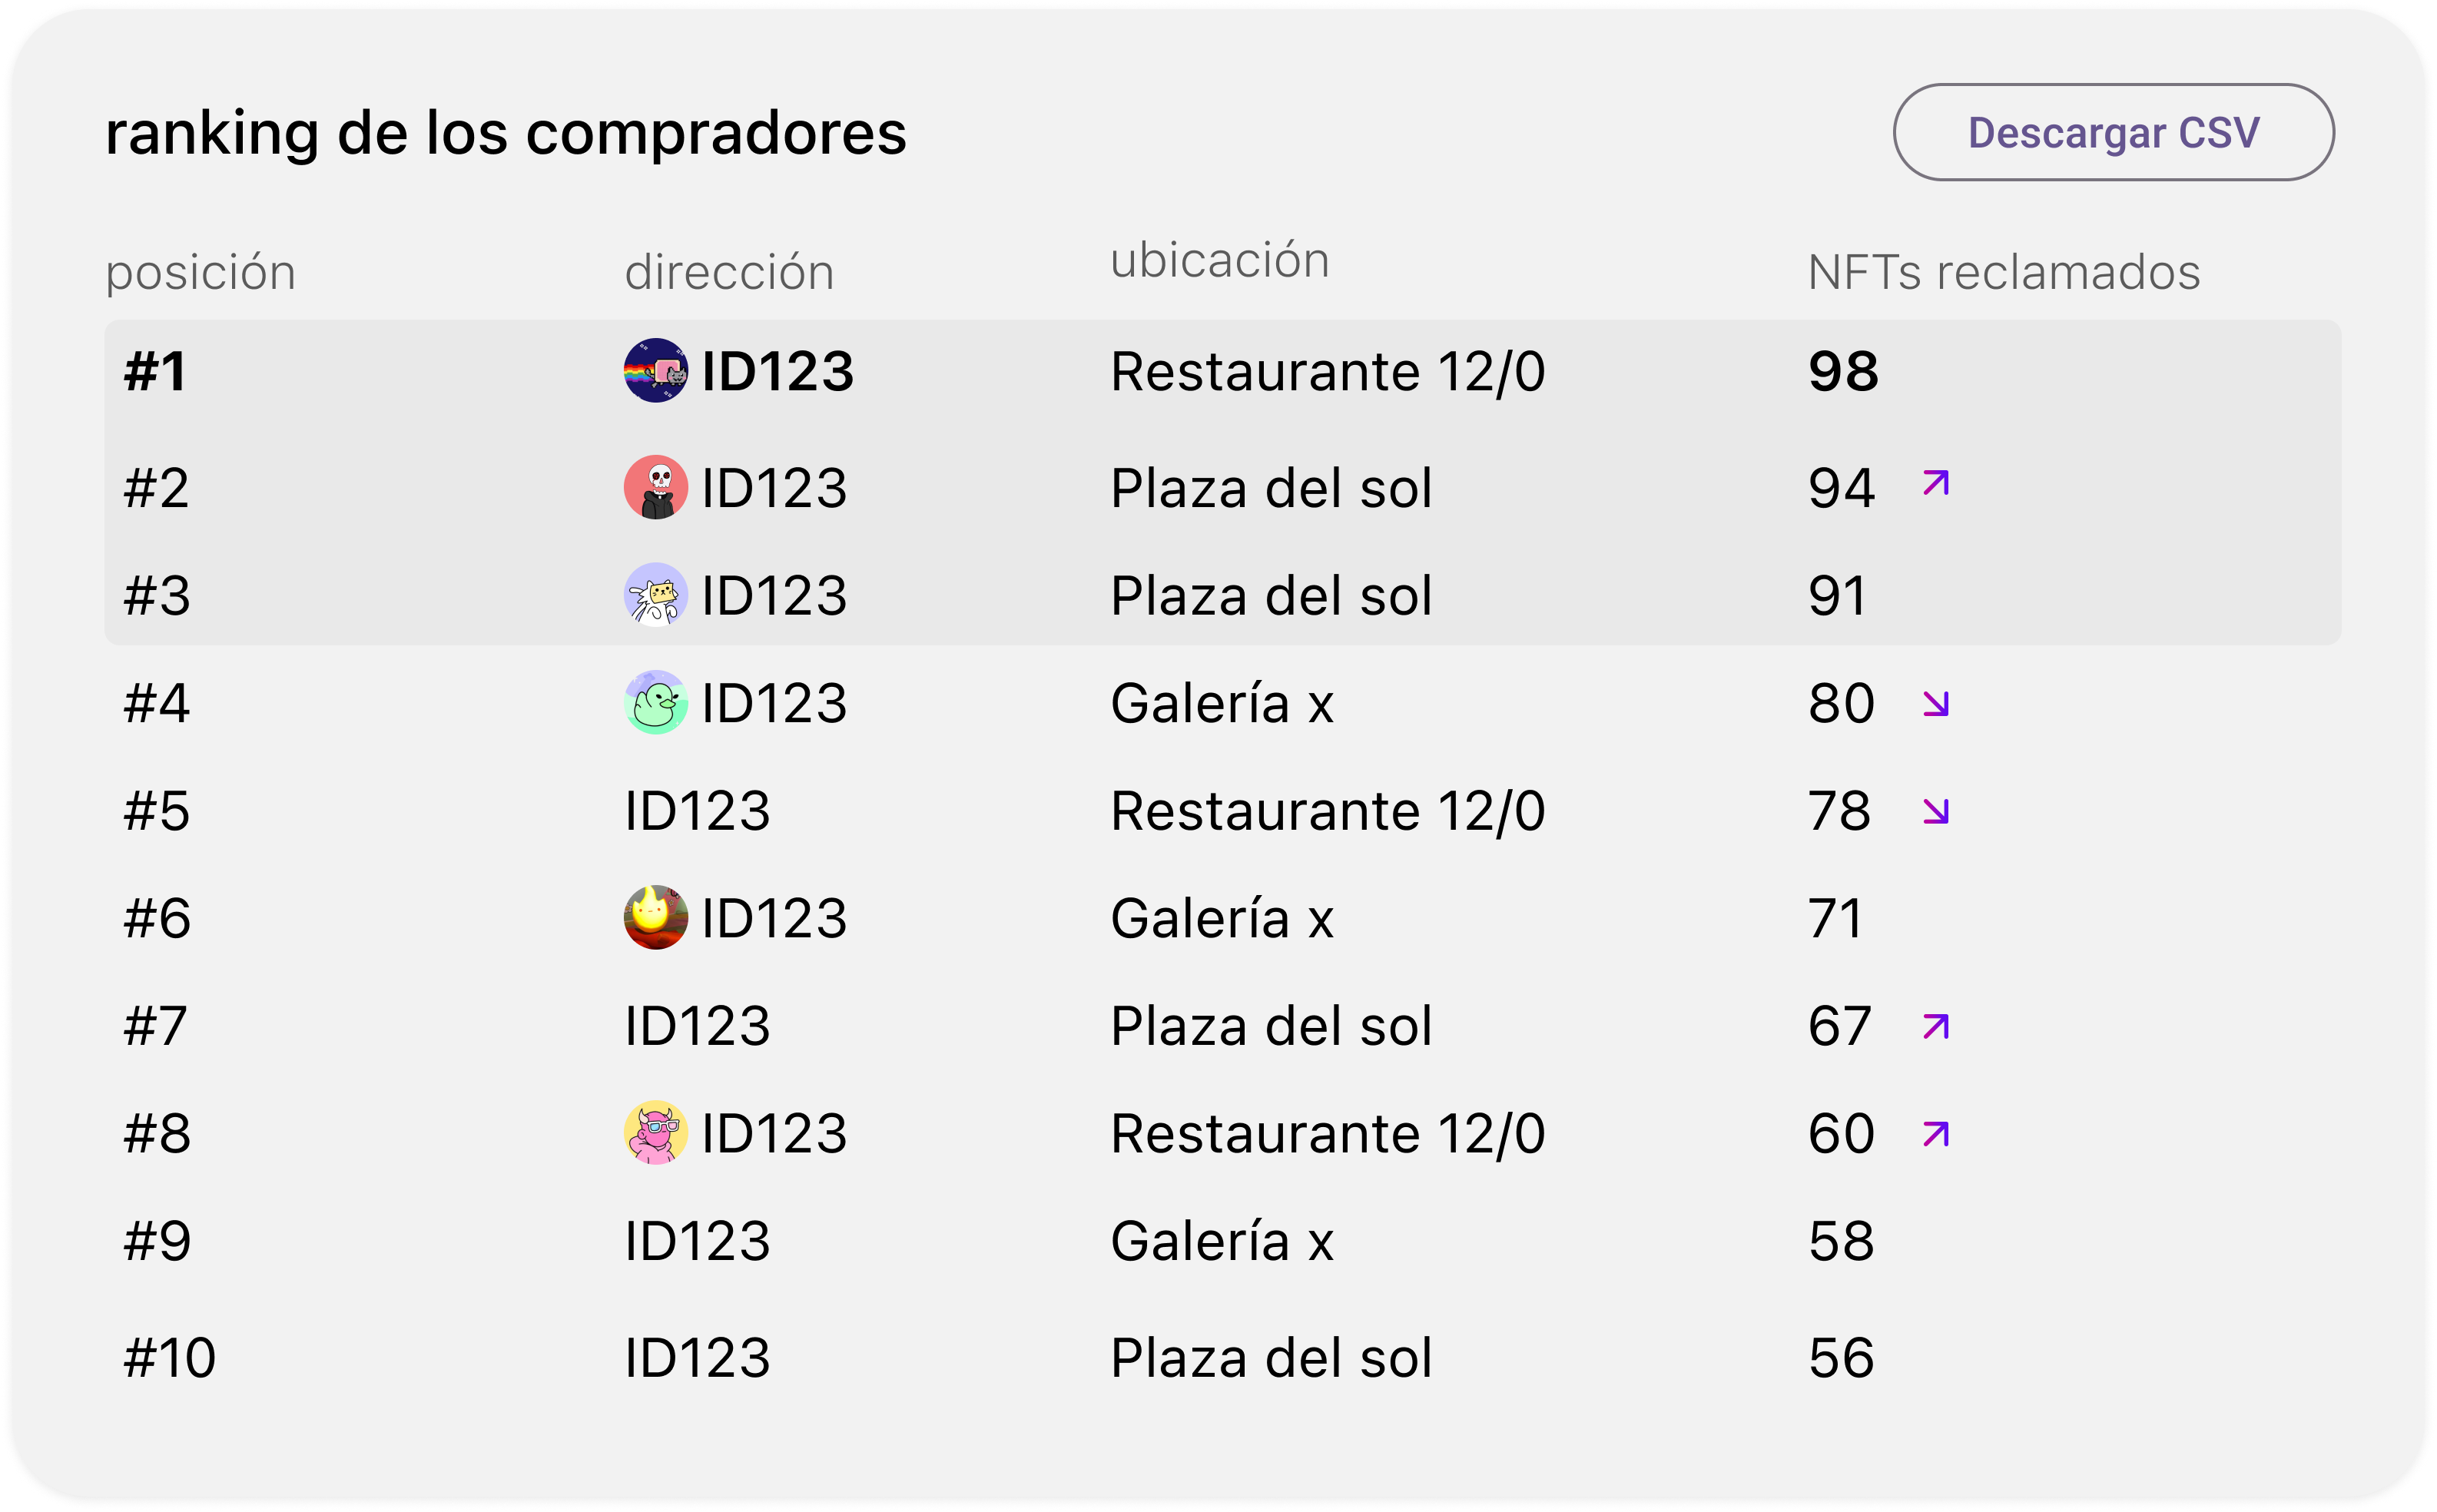 ranking de los compradores
Descargar CSV
posición dirección ubicación NFTs reclamados
#1 ID123 Restaurante 12/0 98
#2 ID123 Plaza del sol 94
#3 ID123 Plaza del sol 91
#4 ID123 Galería x 80
#5 ID123 Restaurante 12/0 78
#6 ID123 Galería x 71
#7 ID123 Plaza del sol 67
#8 ID123 Restaurante 12/0 60
#9 ID123 Galería x 58
#10 ID123 Plaza del sol 56